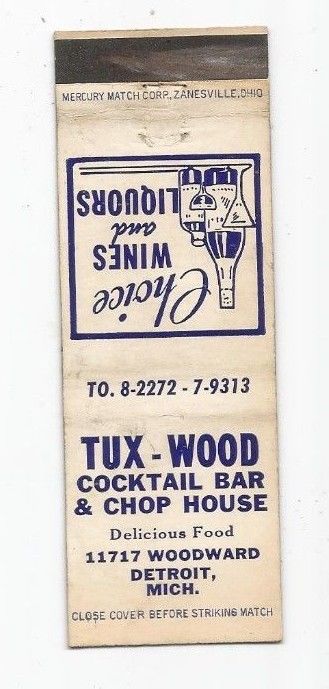 MERCURY MATCH CORP., ZANESVILLE, OHIO
Choice
WINES
and
LIQUORS
TO. 8-2272 - 7-9313
TUX - WOOD
COCKTAIL BAR
& CHOP HOUSE
Delicious Food
11717 WOODWARD
DETROIT,
MICH.
CLOSE COVER BEFORE STRIKING MATCH